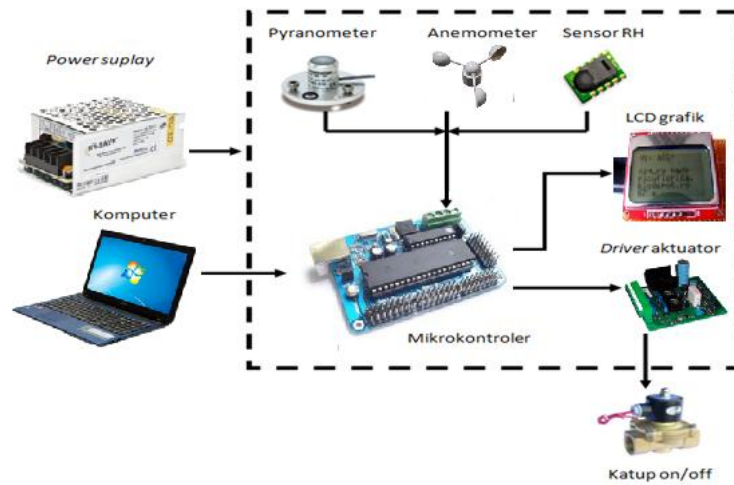 Pyranometer
Anemometer
Sensor RH
Power suplay
LCD grafik
Komputer
Driver aktuator
Mikrokontroler
Katup on/off